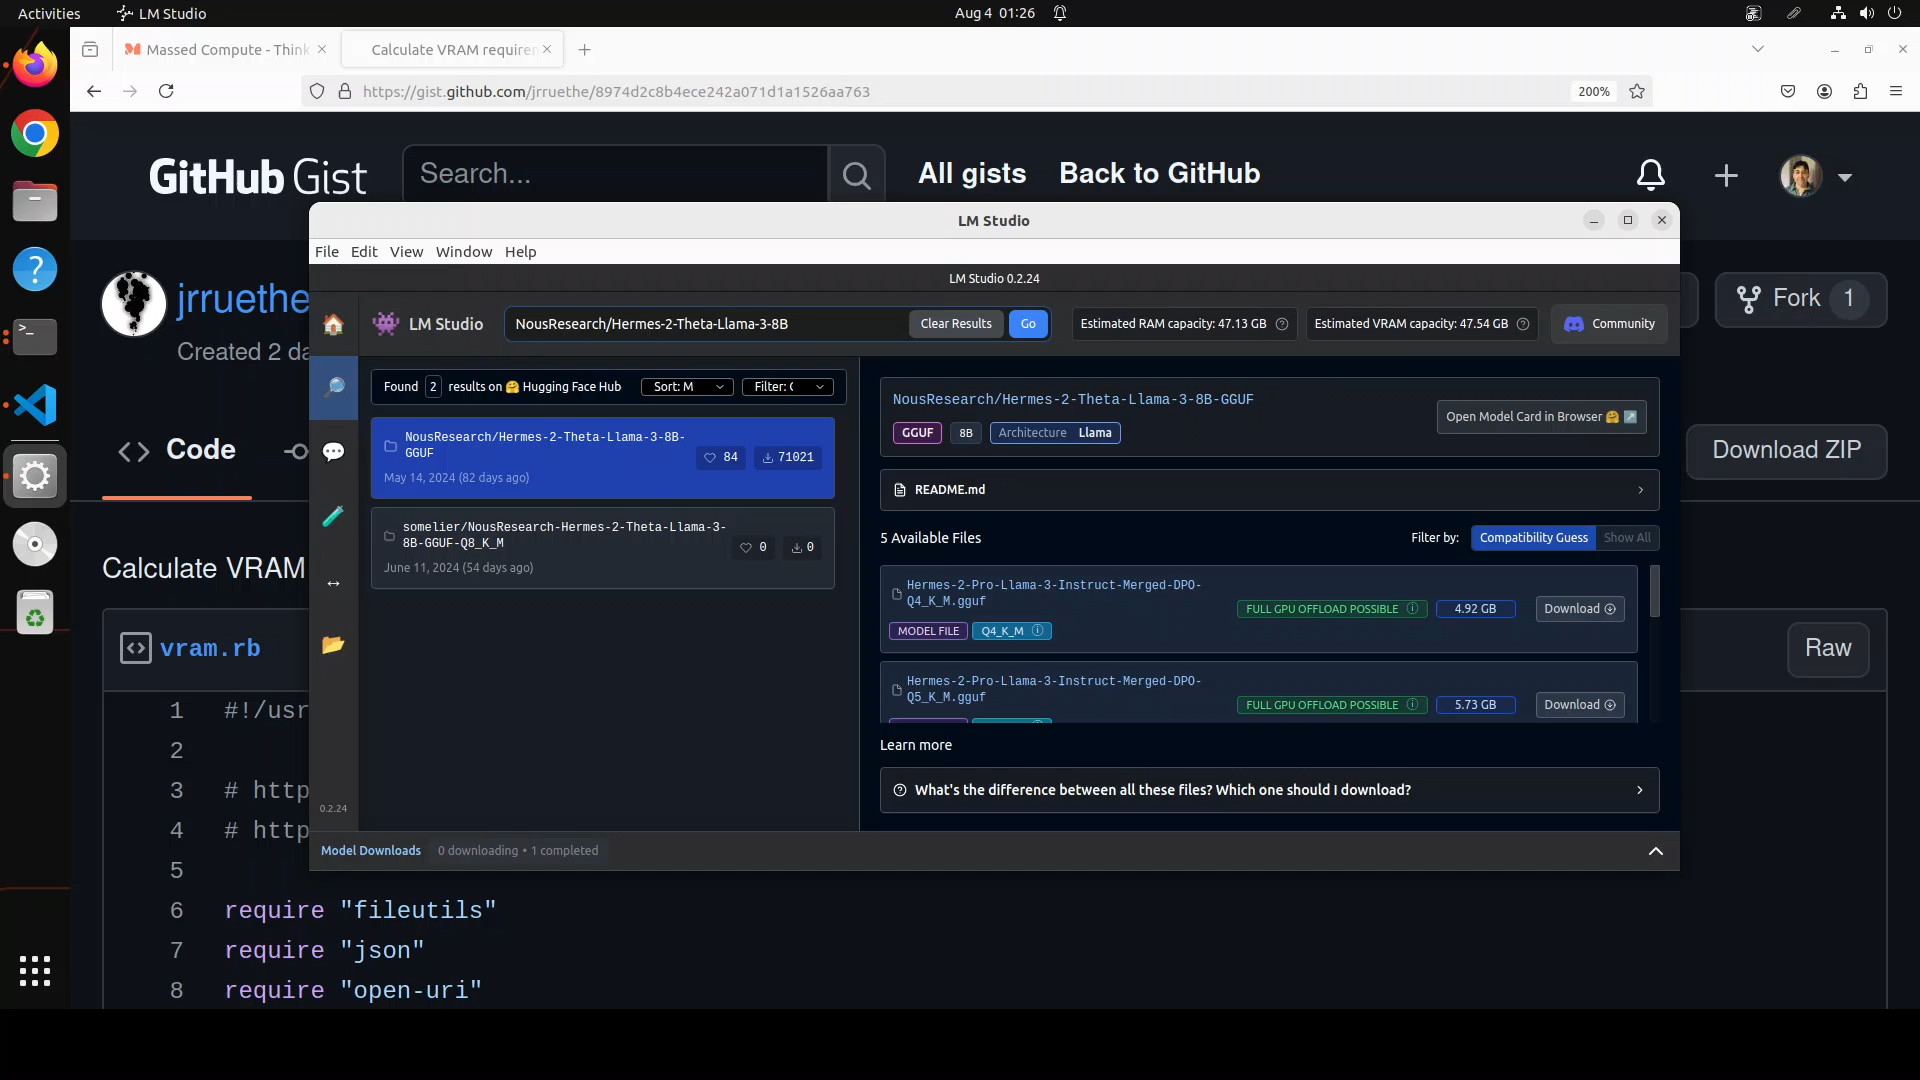 Activities
LM Studio
Aug 4 01:26
Massed Compute - Think
Calculate VRAM requirem
https://gist.github.com/jrruethe/8974d2c8b4ece242a071d1a1526aa763
200%
GitHub Gist
Search...
All gists
Back to GitHub
LM Studio
File Edit View Window Help
LM Studio 0.2.24
jrruethe
Created 2 da
Fork 1
LM Studio
NousResearch/Hermes-2-Theta-Llama-3-8B
Clear Results
Go
Estimated RAM capacity: 47.13 GB
Estimated VRAM capacity: 47.54 GB
Community
Found 2 results on 🤗 Hugging Face Hub
Sort: M
Filter: (
NousResearch/Hermes-2-Theta-Llama-3-8B-
GGUF
84
71021
May 14, 2024 (82 days ago)
somelier/NousResearch-Hermes-2-Theta-Llama-3-
8B-GGUF-Q8_K_M
0
0
June 11, 2024 (54 days ago)
NousResearch/Hermes-2-Theta-Llama-3-8B-GGUF
GGUF
8B
Architecture Llama
Open Model Card in Browser 🤗 ↗️
README.md
5 Available Files
Filter by:
Compatibility Guess
Show All
Hermes-2-Pro-Llama-3-Instruct-Merged-DPO-
Q4_K_M.gguf
FULL GPU OFFLOAD POSSIBLE
4.92 GB
Download
MODEL FILE
Q4_K_M
Hermes-2-Pro-Llama-3-Instruct-Merged-DPO-
Q5_K_M.gguf
FULL GPU OFFLOAD POSSIBLE
5.73 GB
Download
Learn more
What's the difference between all these files? Which one should I download?
0.2.24
Model Downloads
0 downloading • 1 completed
Code
Download ZIP
Calculate VRAM
vram.rb
Raw
1 #!/usr
2
3 # http
4 # http
5
6 require "fileutils"
7 require "json"
8 require "open-uri"